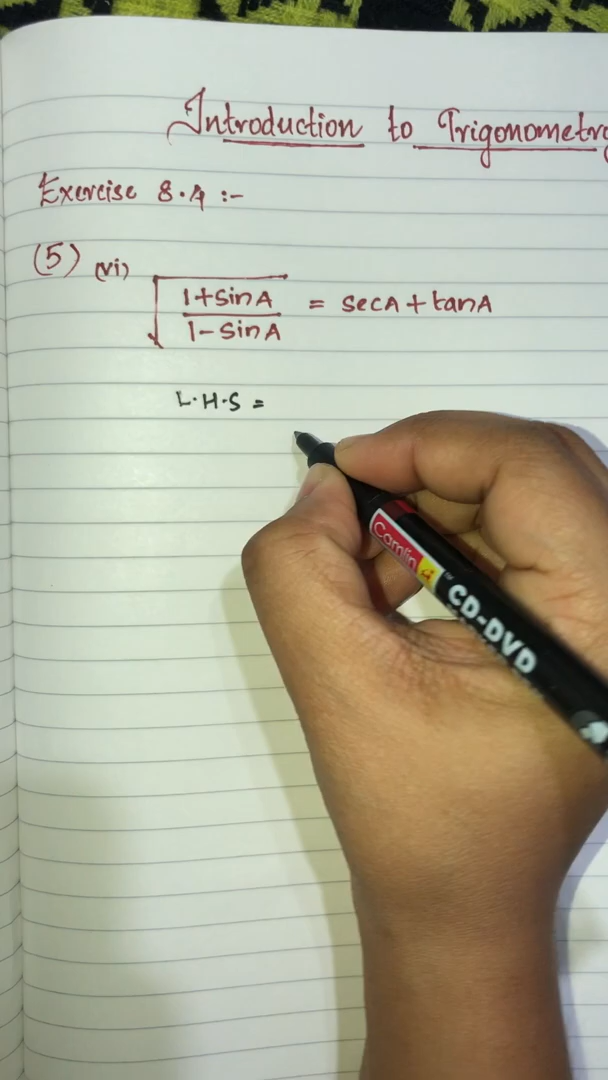 Introduction to Trigonometry
Exercise 8.4 :-
(5) (vi) √(1+sinA / 1-sinA) = secA + tanA
L.H.S =
Camlin
CD-DVD